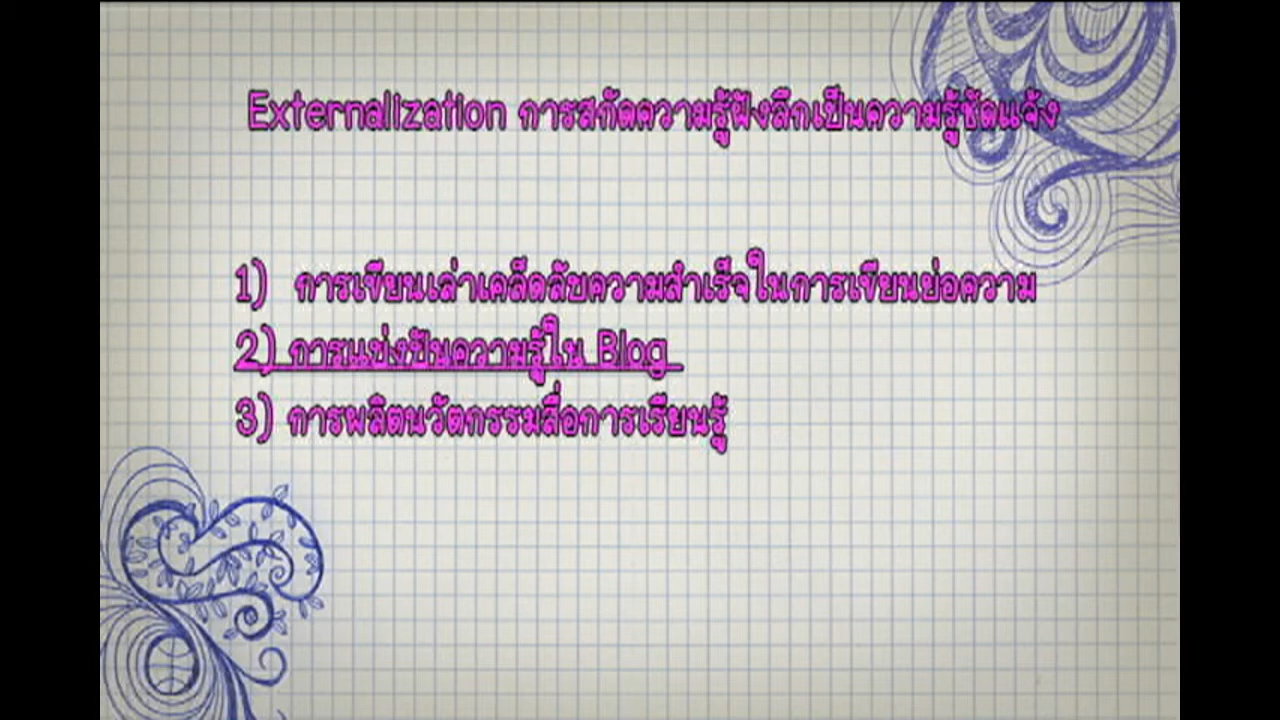 Externalization การสกัดความรู้ฝังลึกเป็นความรู้ชัดแจ้ง
1) การเขียนเล่าเคล็ดลับความสำเร็จในการเขียนย่อความ
2) การแบ่งปันความรู้ใน Blog
3) การผลิตนวัตกรรมสื่อการเรียนรู้